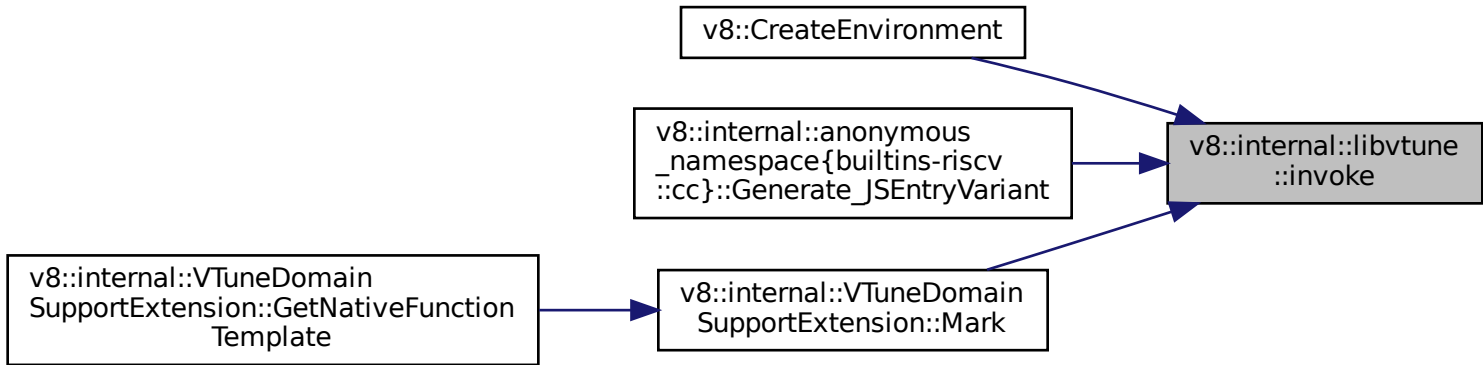 v8::CreateEnvironment
v8::internal::anonymous
_namespace{builtins-riscv
::cc}::Generate_JSEntryVariant
v8::internal::libvtune
::invoke
v8::internal::VTuneDomain
SupportExtension::GetNativeFunction
Template
v8::internal::VTuneDomain
SupportExtension::Mark